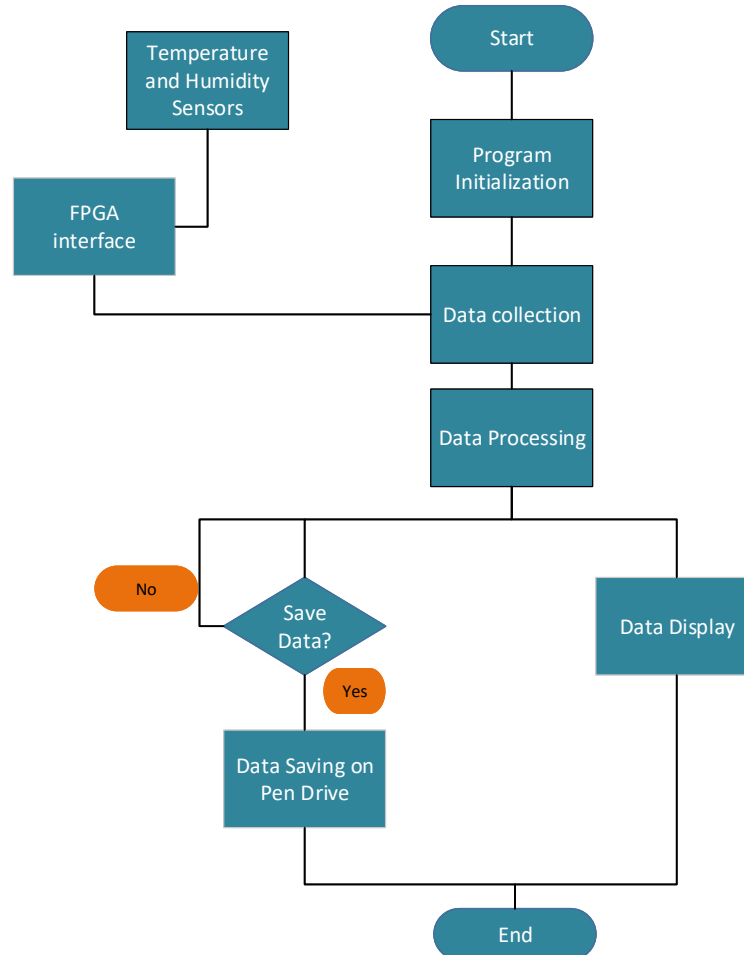 Start
Temperature
and Humidity
Sensors
Program
Initialization
FPGA
interface
Data collection
Data Processing
No
Save
Data?
Data Display
Yes
Data Saving on
Pen Drive
End